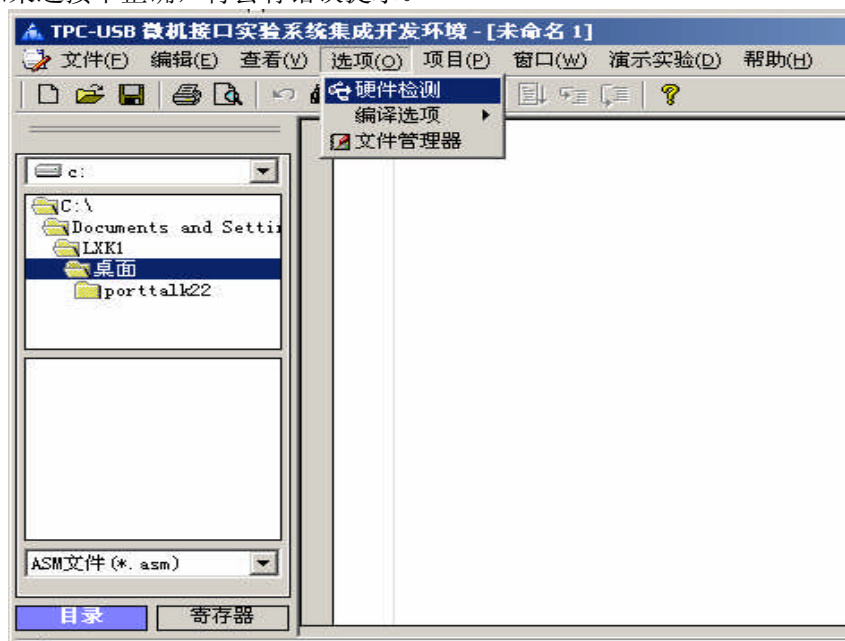 TPC-USB 微机接口实验系统集成开发环境 - [未命名 1]
文件(F) 编辑(E) 查看(V) 选项(O) 项目(P) 窗口(W) 演示实验(D) 帮助(H)
硬件检测
编译选项
文件管理器
c:
C:\
Documents and Settin
LXK1
桌面
porttalk22
ASM文件(*.asm)
目录 寄存器